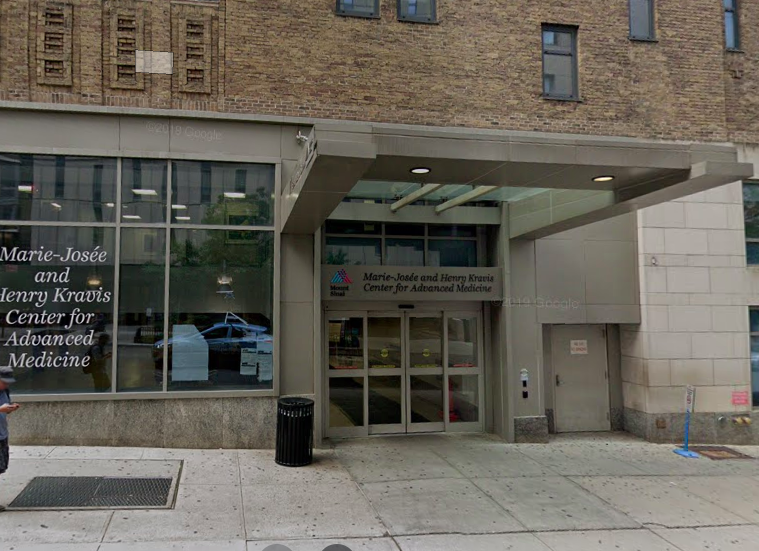 Marie-Josée
and
Henry Kravis
Center for
Advanced
Medicine
Mount
Sinai
Marie-Josée and Henry Kravis
Center for Advanced Medicine
©2019 Google